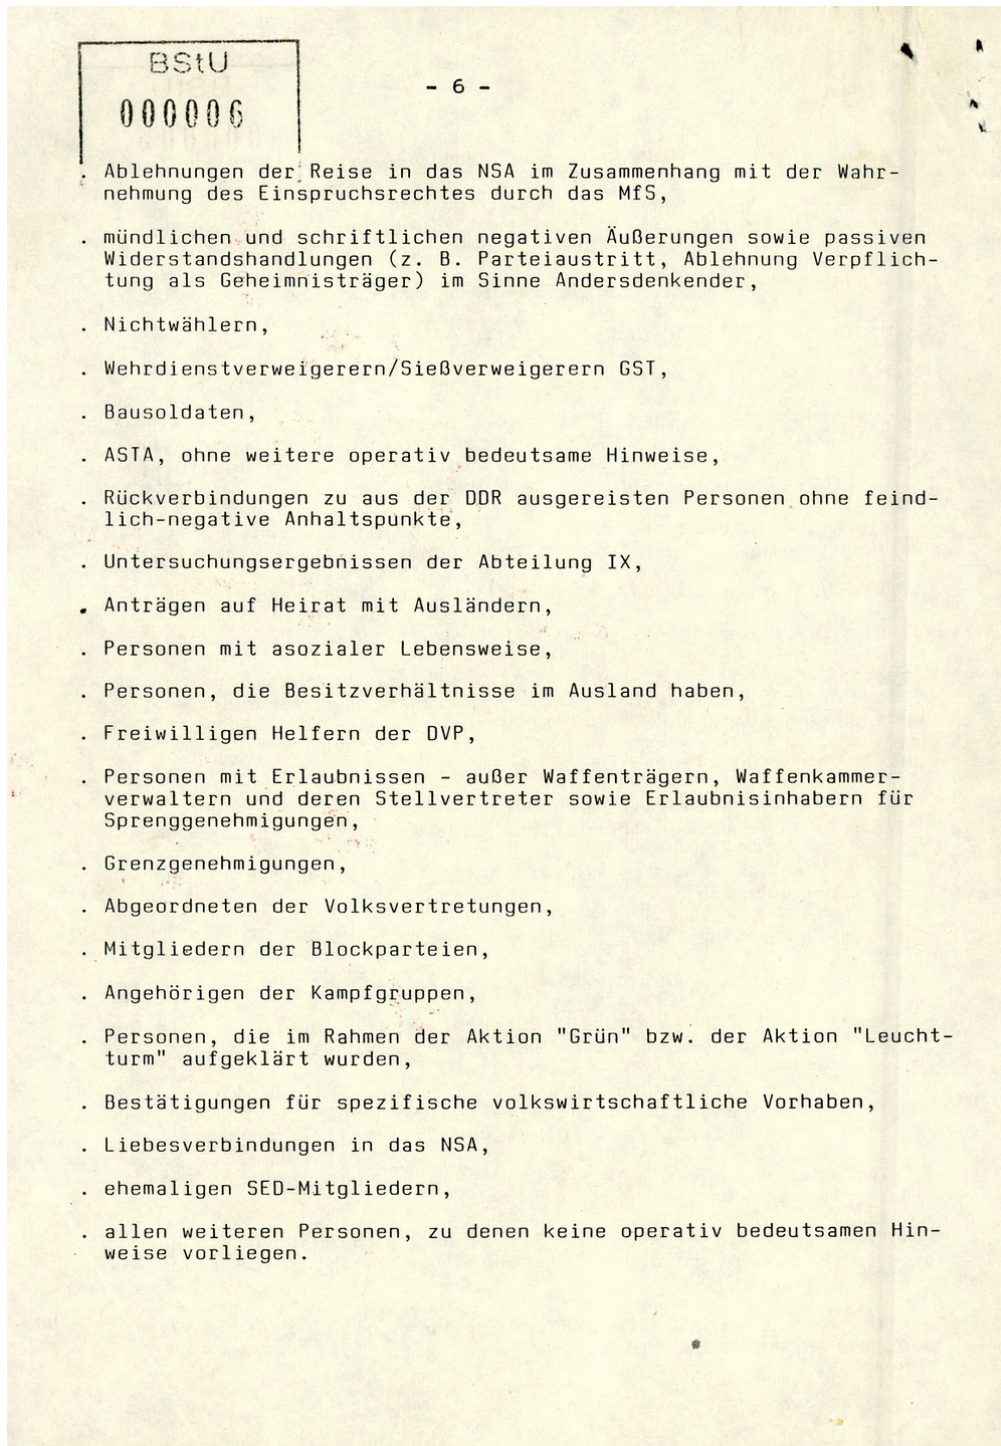 BStU
000006
- 6 -
. Ablehnungen der Reise in das NSA im Zusammenhang mit der Wahr-
nehmung des Einspruchsrechtes durch das MfS,
. mündlichen und schriftlichen negativen Äußerungen sowie passiven
Widerstandshandlungen (z. B. Parteiaustritt, Ablehnung Verpflich-
tung als Geheimnisträger) im Sinne Andersdenkender,
. Nichtwählern,
. Wehrdienstverweigerern/Sießverweigerern GST,
. Bausoldaten,
. ASTA, ohne weitere operativ bedeutsame Hinweise,
. Rückverbindungen zu aus der DDR ausgereisten Personen ohne feind-
lich-negative Anhaltspunkte,
. Untersuchungsergebnissen der Abteilung IX,
. Anträgen auf Heirat mit Ausländern,
. Personen mit asozialer Lebensweise,
. Personen, die Besitzverhältnisse im Ausland haben,
. Freiwilligen Helfern der DVP,
. Personen mit Erlaubnissen - außer Waffenträgern, Waffenkammer-
verwaltern und deren Stellvertreter sowie Erlaubnisinhabern für
Sprenggenehmigungen,
. Grenzgenehmigungen,
. Abgeordneten der Volksvertretungen,
. Mitgliedern der Blockparteien,
. Angehörigen der Kampfgruppen,
. Personen, die im Rahmen der Aktion "Grün" bzw. der Aktion "Leucht-
turm" aufgeklärt wurden,
. Bestätigungen für spezifische volkswirtschaftliche Vorhaben,
. Liebesverbindungen in das NSA,
. ehemaligen SED-Mitgliedern,
. allen weiteren Personen, zu denen keine operativ bedeutsamen Hin-
weise vorliegen.